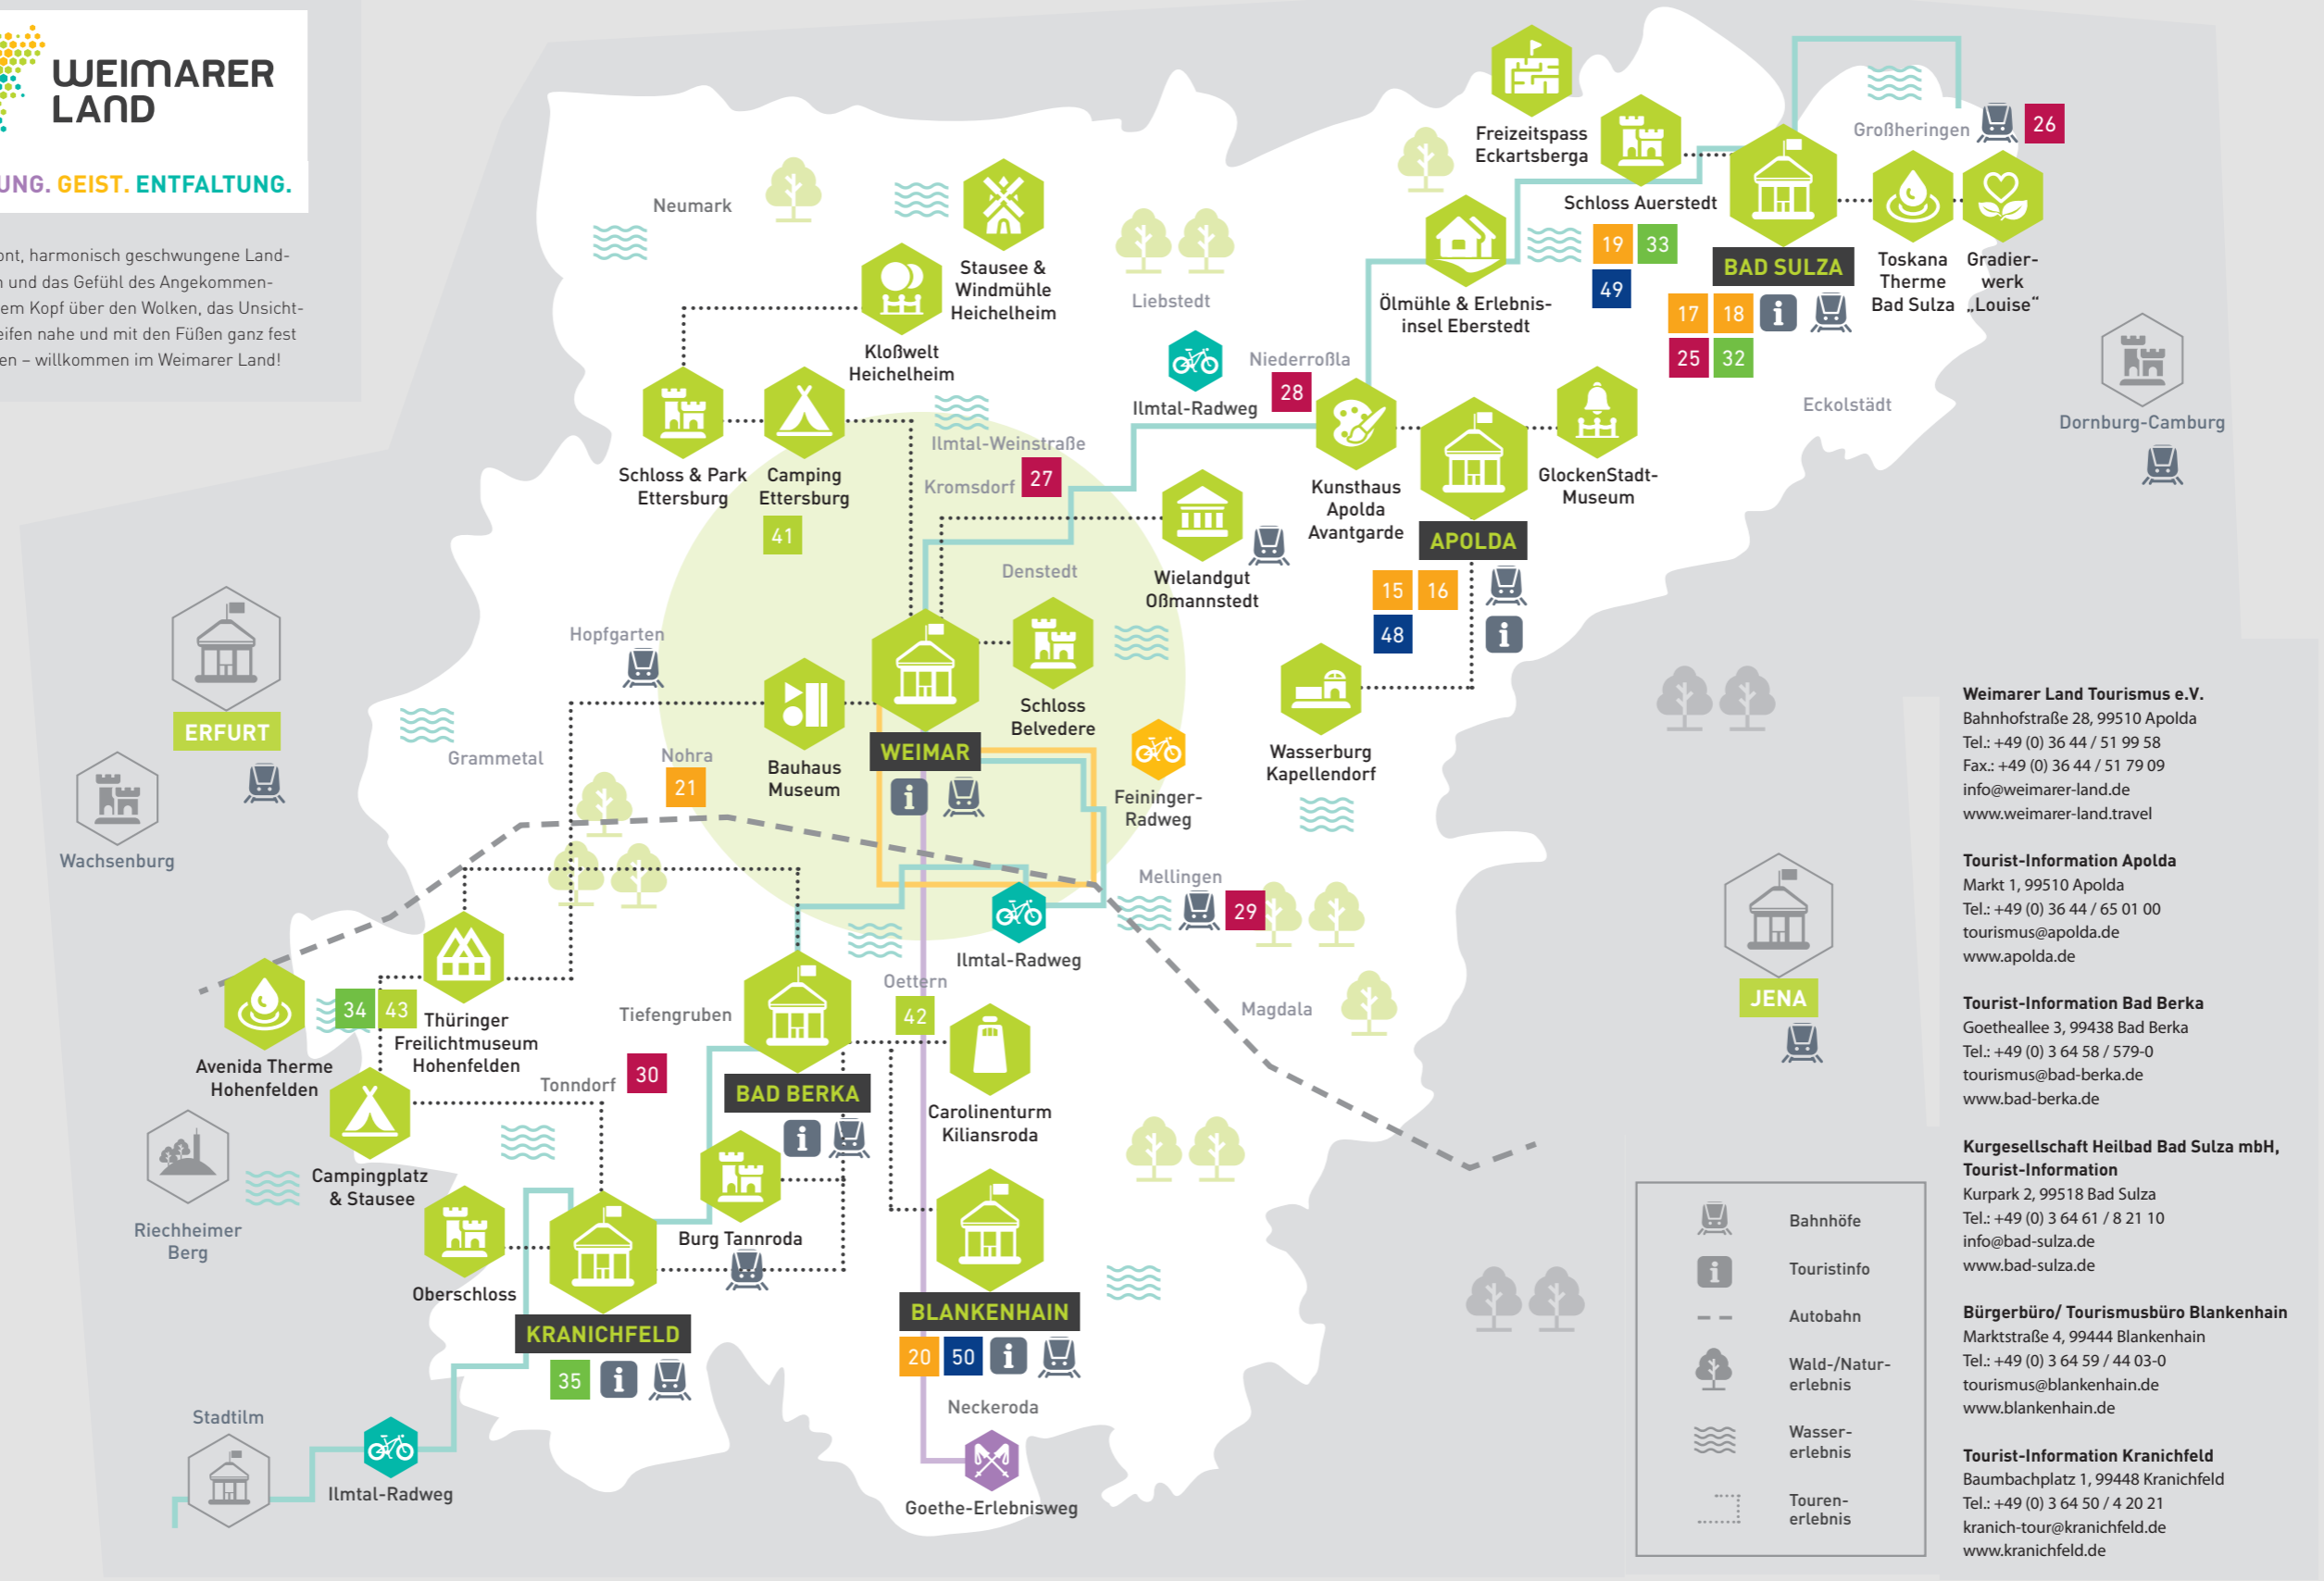 WEIMARER
LAND
GEIST. ENTFALTUNG.
harmonisch geschwungene Land-
und das Gefühl des Angekommen-
Kopf über den Wolken, das Unsicht-
nahe und mit den Füßen ganz fest
– willkommen im Weimarer Land!
Neumark
Stausee &
Windmühle
Heichelheim
Kloßwelt
Heichelheim
Liebstedt
Freizeitspass
Eckartsberga
Schloss Auerstedt
19
33
49
Großheringen
26
BAD SULZA
17
18
i
25
32
Toskana
Therme
Bad Sulza
Gradier-
werk
„Louise“
Ölmühle & Erlebnis-
insel Eberstedt
Dornburg-Camburg
Eckolstädt
Ilmtal-Radweg
Niederroßla
28
Schloss & Park
Ettersburg
Camping
Ettersburg
41
Ilmtal-Weinstraße
Kromsdorf
27
Kunsthaus
Apolda
Avantgarde
GlockenStadt-
Museum
APOLDA
15
16
48
i
Wielandgut
Oßmannstedt
Denstedt
Hopfgarten
Schloss
Belvedere
ERFURT
Wachsenburg
Grammetal
Nohra
21
Bauhaus
Museum
WEIMAR
i
Feininger-
Radweg
Wasserburg
Kapellendorf
Mellingen
29
Ilmtal-Radweg
Oettern
42
Magdala
JENA
Avenida Therme
Hohenfelden
34
43
Thüringer
Freilichtmuseum
Hohenfelden
Tiefengruben
Tonndorf
30
BAD BERKA
i
Carolinenturm
Kiliansroda
Campingplatz
& Stausee
Riechheimer
Berg
Burg Tannroda
Oberschloss
KRANICHFELD
35
i
BLANKENHAIN
20
50
i
Neckeroda
Stadtilm
Ilmtal-Radweg
Goethe-Erlebnisweg
Bahnhöfe
i
Touristinfo
Autobahn
Wald-/Natur-
erlebnis
Wasser-
erlebnis
Touren-
erlebnis
Weimarer Land Tourismus e.V.
Bahnhofstraße 28, 99510 Apolda
Tel.: +49 (0) 36 44 / 51 99 58
Fax.: +49 (0) 36 44 / 51 79 09
info@weimarer-land.de
www.weimarer-land.travel
Tourist-Information Apolda
Markt 1, 99510 Apolda
Tel.: +49 (0) 36 44 / 65 01 00
tourismus@apolda.de
www.apolda.de
Tourist-Information Bad Berka
Goetheallee 3, 99438 Bad Berka
Tel.: +49 (0) 3 64 58 / 579-0
tourismus@bad-berka.de
www.bad-berka.de
Kurgesellschaft Heilbad Bad Sulza mbH,
Tourist-Information
Kurpark 2, 99518 Bad Sulza
Tel.: +49 (0) 3 64 61 / 8 21 10
info@bad-sulza.de
www.bad-sulza.de
Bürgerbüro/ Tourismusbüro Blankenhain
Marktstraße 4, 99444 Blankenhain
Tel.: +49 (0) 3 64 59 / 44 03-0
tourismus@blankenhain.de
www.blankenhain.de
Tourist-Information Kranichfeld
Baumbachplatz 1, 99448 Kranichfeld
Tel.: +49 (0) 3 64 50 / 4 20 21
kranich-tour@kranichfeld.de
www.kranichfeld.de